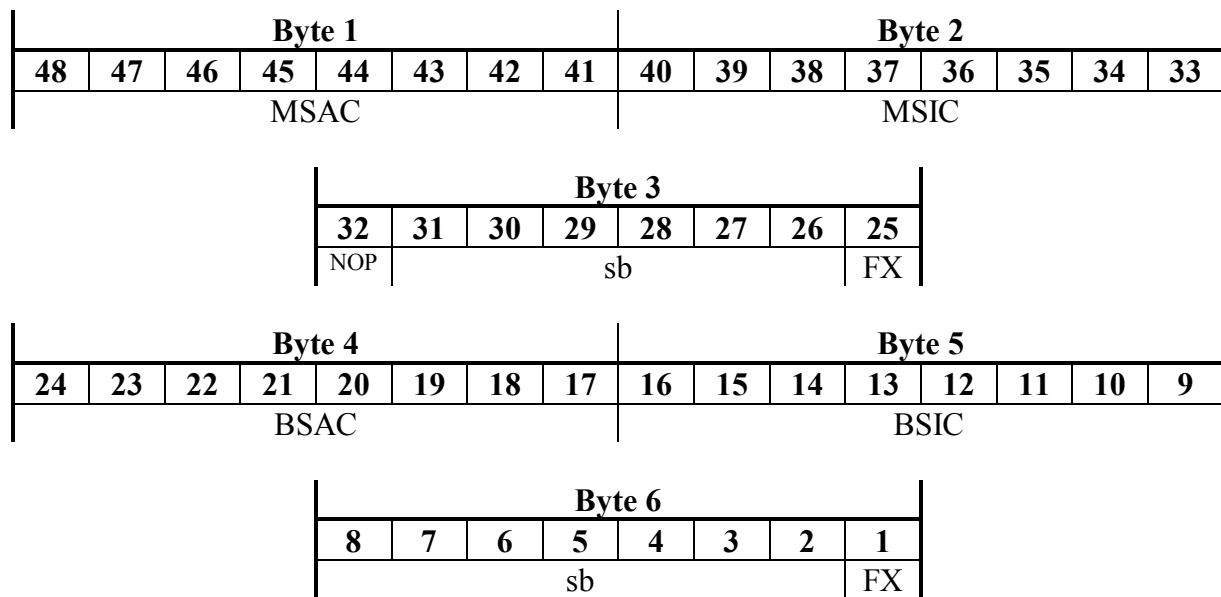 Byte 1 Byte 2
48 47 46 45 44 43 42 41 40 39 38 37 36 35 34 33
MSAC MSIC
Byte 3
32 31 30 29 28 27 26 25
NOP sb FX
Byte 4 Byte 5
24 23 22 21 20 19 18 17 16 15 14 13 12 11 10 9
BSAC BSIC
Byte 6
8 7 6 5 4 3 2 1
sb FX